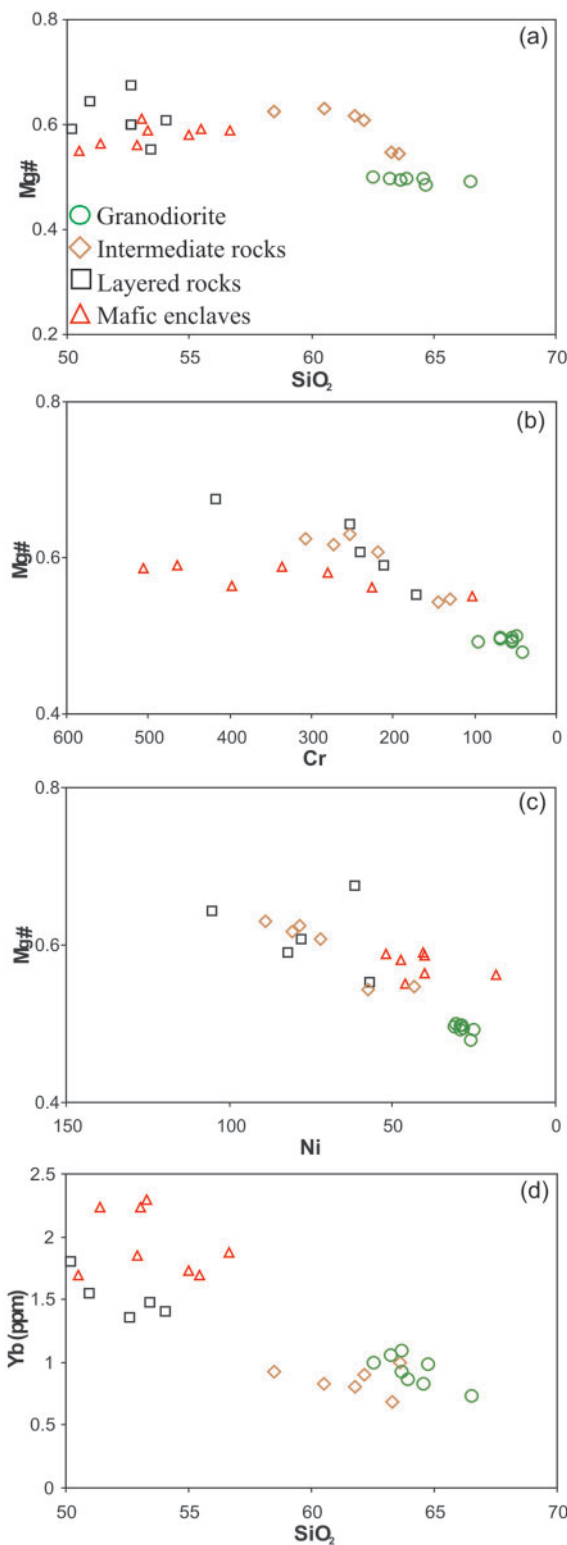 0.8
(a)
0.6
Mg#
Granodiorite
0.4
Intermediate rocks
Layered rocks
Mafic enclaves
0.2
50 55 60 65 70
SiO₂
0.8
(b)
Mg#
0.6
0.4
600 500 400 300 200 100 0
Cr
0.8
(c)
Mg#
0.6
0.4
150 100 50 0
Ni
2.5
(d)
2
Yb (ppm)
1.5
1
0.5
0
50 55 60 65 70
SiO₂